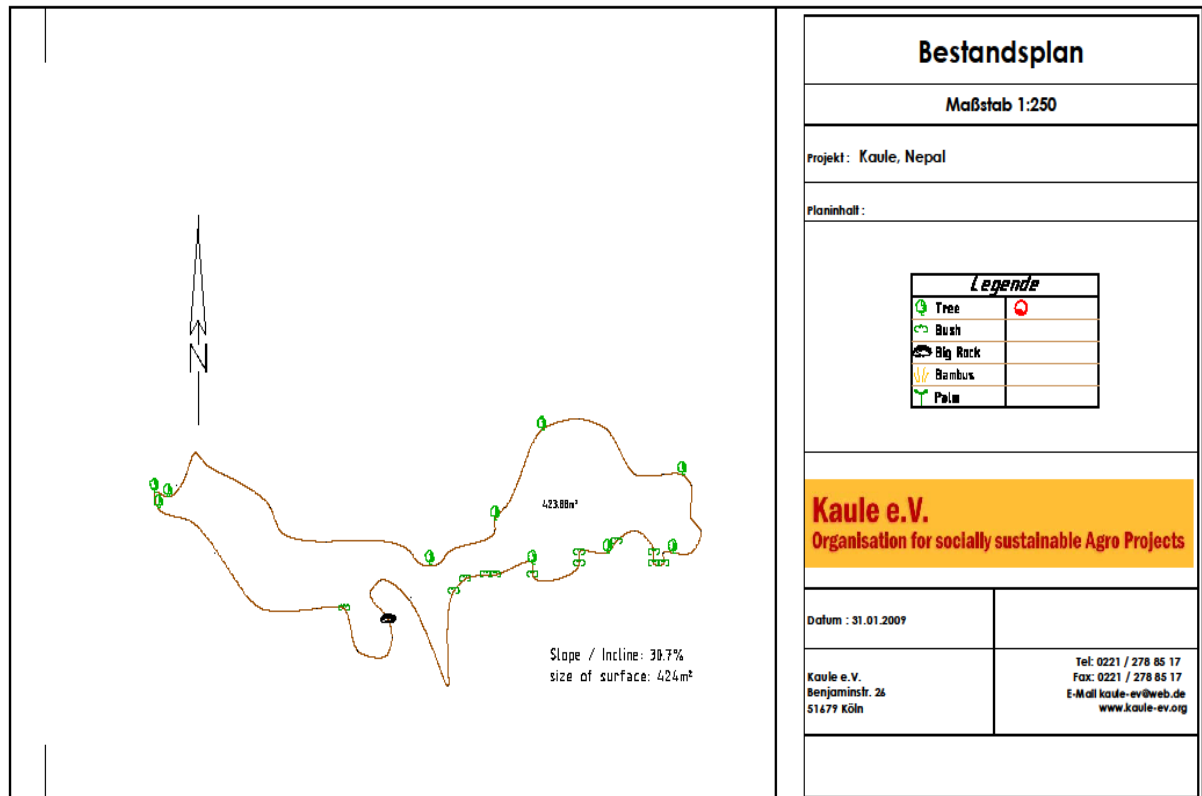 Bestandsplan
Maßstab 1:250
Projekt : Kaule, Nepal
Planinhalt :
Legende
Tree
Bush
Big Rock
Bambus
Palm
N
423.88m²
Slope / Incline: 30.7%
size of surface: 424m²
Kaule e.V.
Organisation for socially sustainable Agro Projects
Datum : 31.01.2009
Kaule e.V.
Benjaminstr. 26
51679 Köln
Tel: 0221 / 278 85 17
Fax: 0221 / 278 85 17
E-Mail kaule-ev@web.de
www.kaule-ev.org